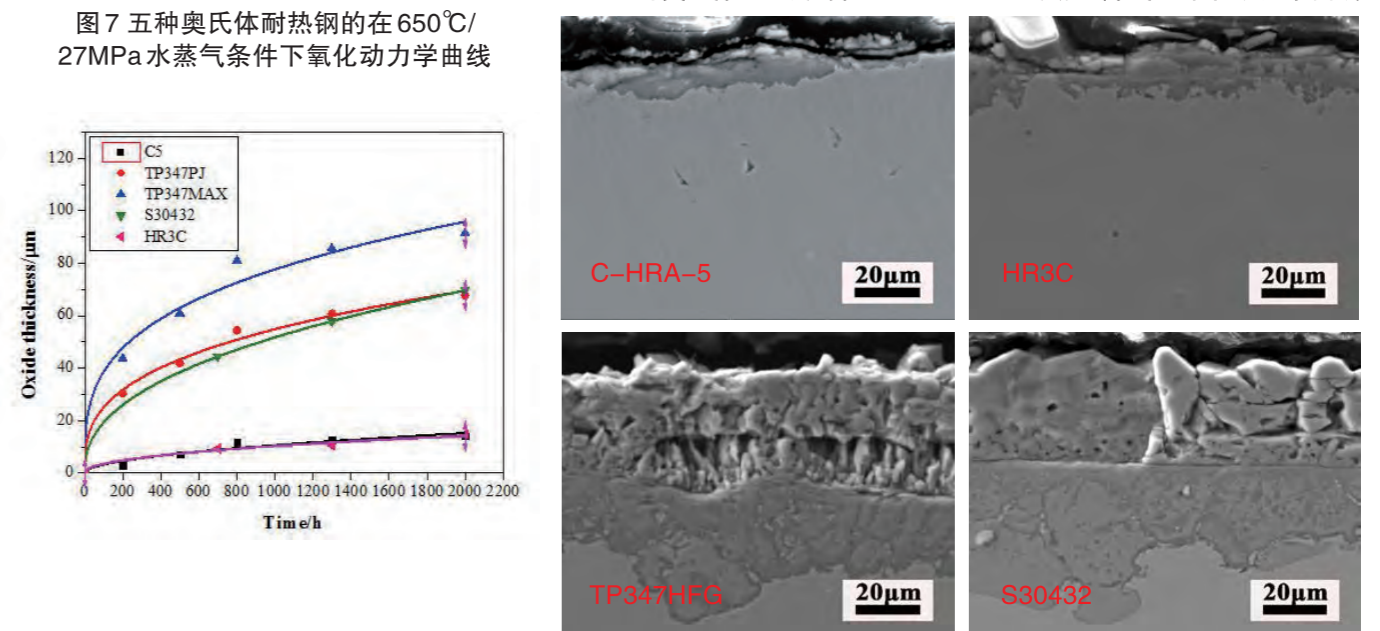 图7 五种奥氏体耐热钢的在650℃/
27MPa水蒸气条件下氧化动力学曲线
Oxide thickness/μm
120
100
80
60
40
20
0
C5
TP347PJ
TP347MAX
S30432
HR3C
0 200 400 600 800 1000 1200 1400 1600 1800 2000 2200
Time/h
C-HRA-5
20μm
HR3C
20μm
TP347HFG
20μm
S30432
20μm